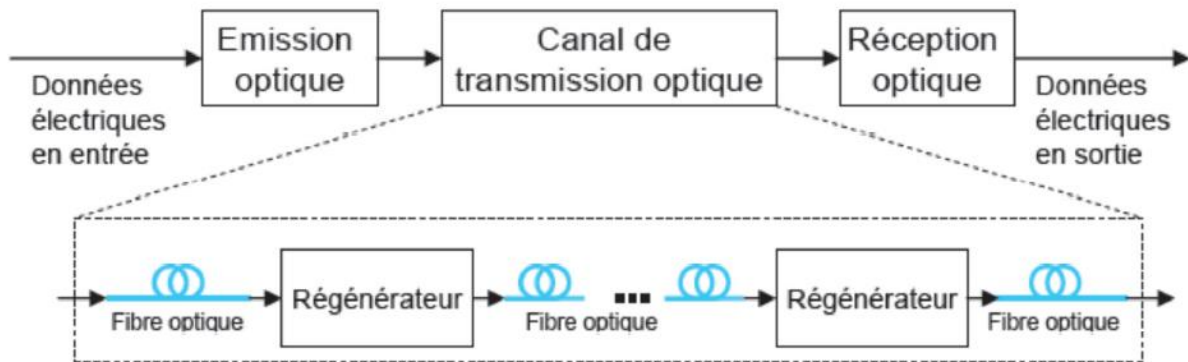 Emission
optique
Canal de
transmission optique
Réception
optique
Données
électriques
en entrée
Données
électriques
en sortie
Régénérateur
Régénérateur
Fibre optique
Fibre optique
Fibre optique